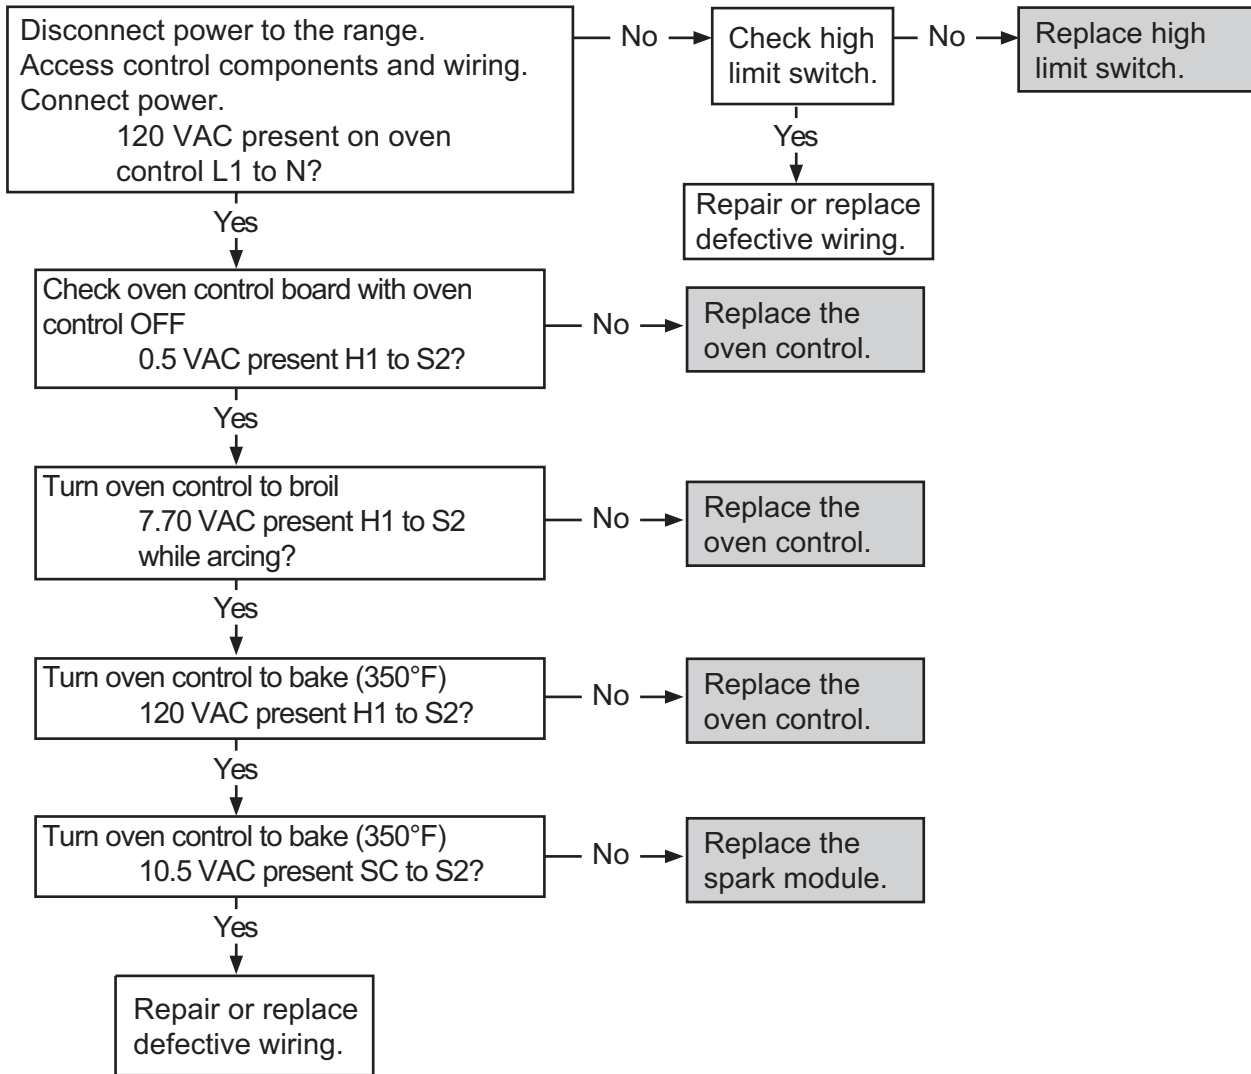 Disconnect power to the range.
Access control components and wiring.
Connect power.
120 VAC present on oven
control L1 to N?
No
Check high
limit switch.
No
Replace high
limit switch.
Yes
Repair or replace
defective wiring.
Yes
Check oven control board with oven
control OFF
0.5 VAC present H1 to S2?
No
Replace the
oven control.
Yes
Turn oven control to broil
7.70 VAC present H1 to S2
while arcing?
No
Replace the
oven control.
Yes
Turn oven control to bake (350°F)
120 VAC present H1 to S2?
No
Replace the
oven control.
Yes
Turn oven control to bake (350°F)
10.5 VAC present SC to S2?
No
Replace the
spark module.
Yes
Repair or replace
defective wiring.